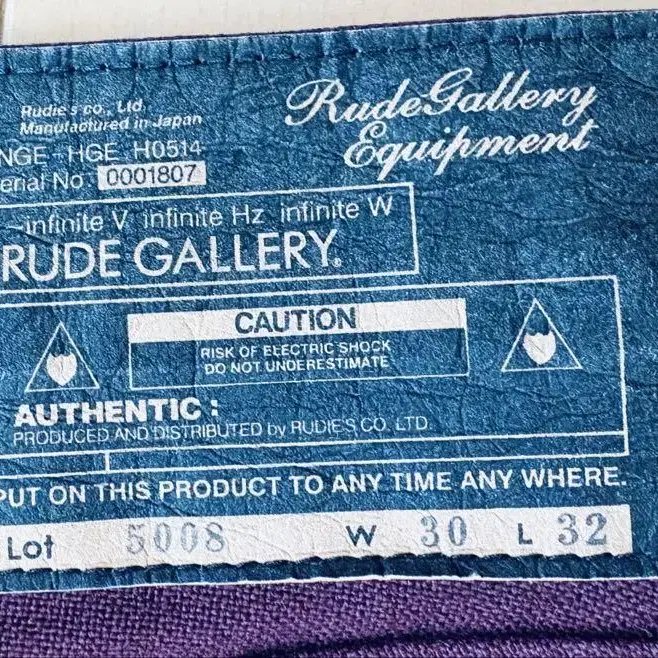 Rudie's co., Ltd.
Manufactured in Japan
RudeGallery
Equipment
NGE-HGE H0514
erial No. 0001807
~infinite V infinite Hz infinite W
RUDE GALLERY.
CAUTION
RISK OF ELECTRIC SHOCK
DO NOT UNDERESTIMATE
AUTHENTIC :
PRODUCED AND DISTRIBUTED by RUDIE'S CO. LTD.
PUT ON THIS PRODUCT TO ANY TIME ANY WHERE.
Lot 5008 W 30 L 32